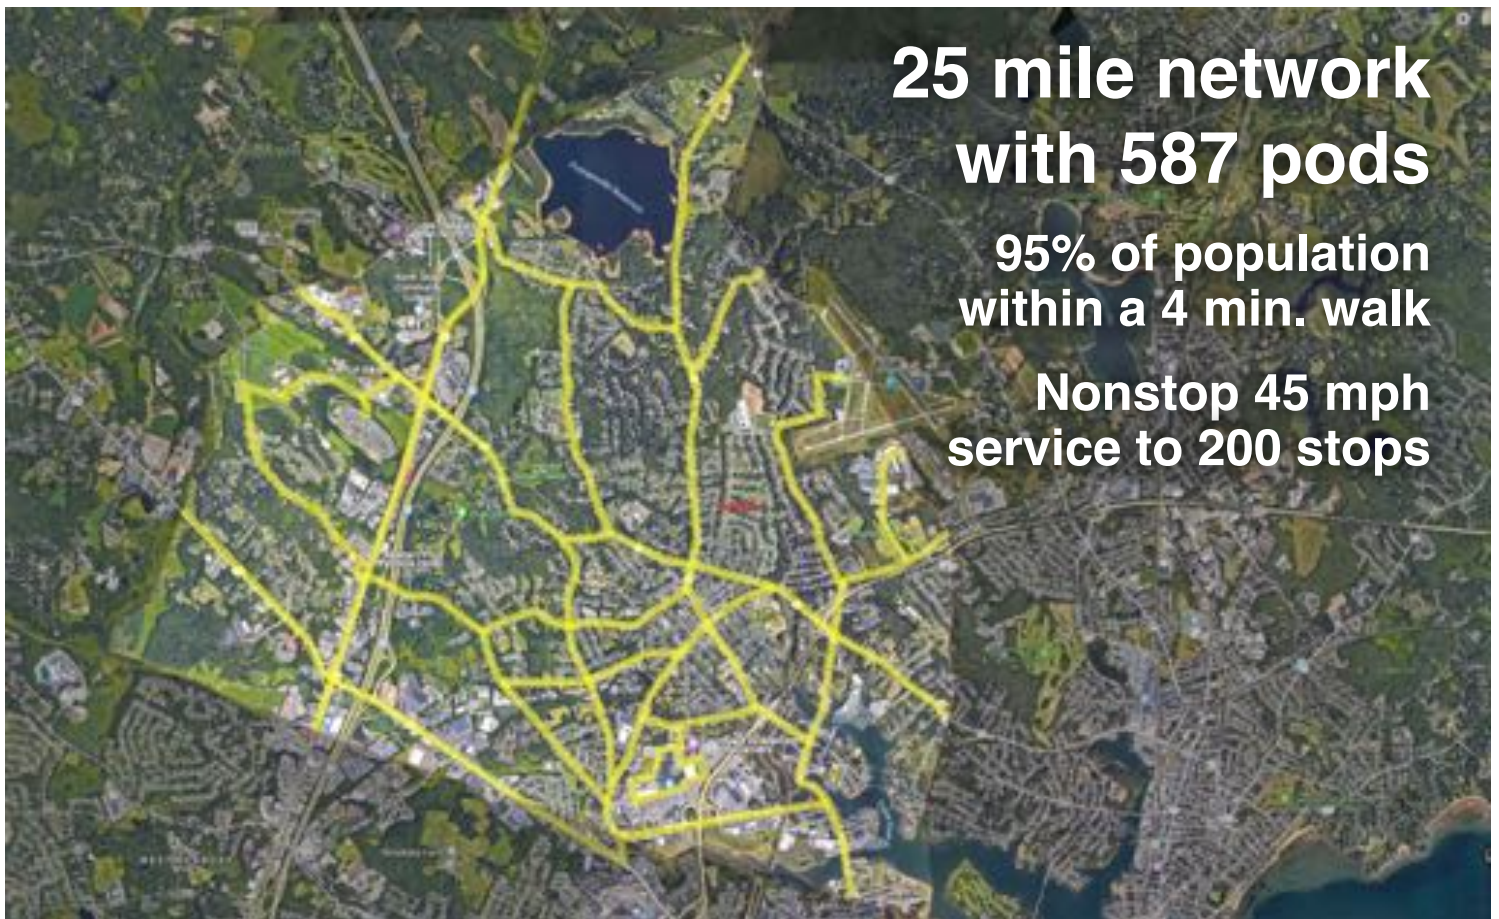 25 mile network
with 587 pods
95% of population
within a 4 min. walk
Nonstop 45 mph
service to 200 stops